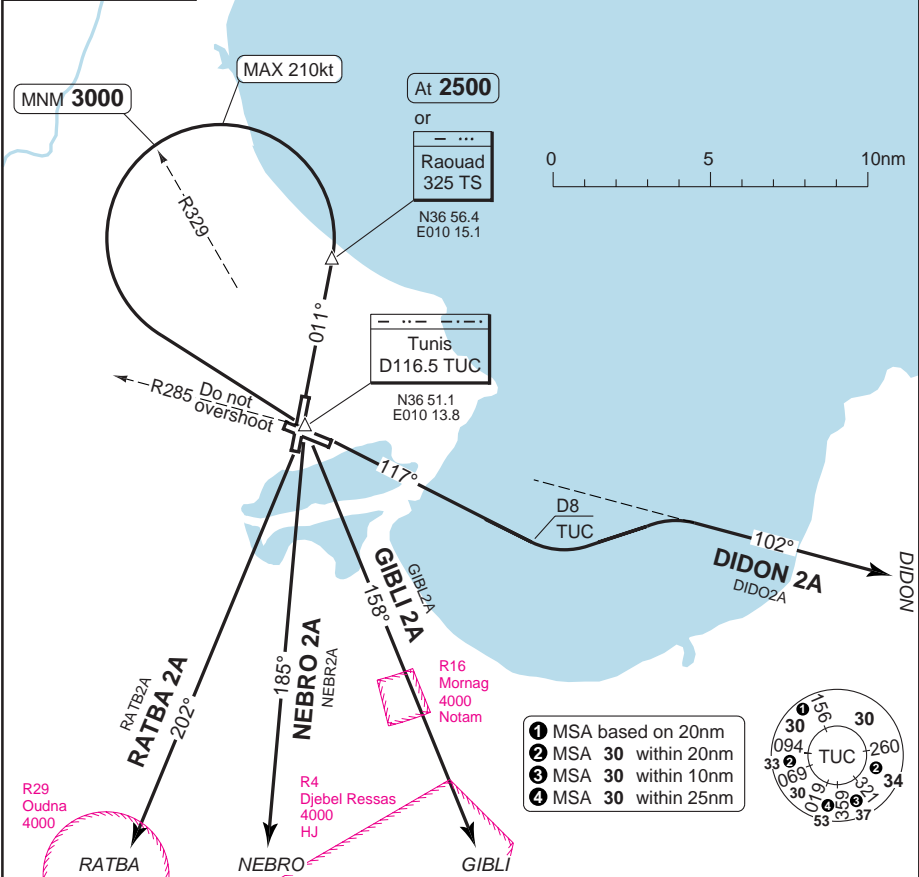 MAX 210kt
MNM 3000
At 2500
or
Raouad
325 TS
N36 56.4
E010 15.1
0 5 10nm
R329
011°
Tunis
D116.5 TUC
N36 51.1
E010 13.8
R285
Do not
overshoot
117°
D8
TUC
102°
DIDON 2A
DIDO2A
DIDON
GIBLI 2A
GIBL2A
158°
NEBRO 2A
NEBR2A
185°
RATBA 2A
RATB2A
202°
R16
Mornag
4000
Notam
R29
Oudna
4000
R4
Djebel Ressas
4000
HJ
RATBA
NEBRO
GIBLI
1 MSA based on 20nm
2 MSA 30 within 20nm
3 MSA 30 within 10nm
4 MSA 30 within 25nm
1
156
30
30
094
TUC
260
33
2
2
069
34
30
019
321
4
359
3
53
37